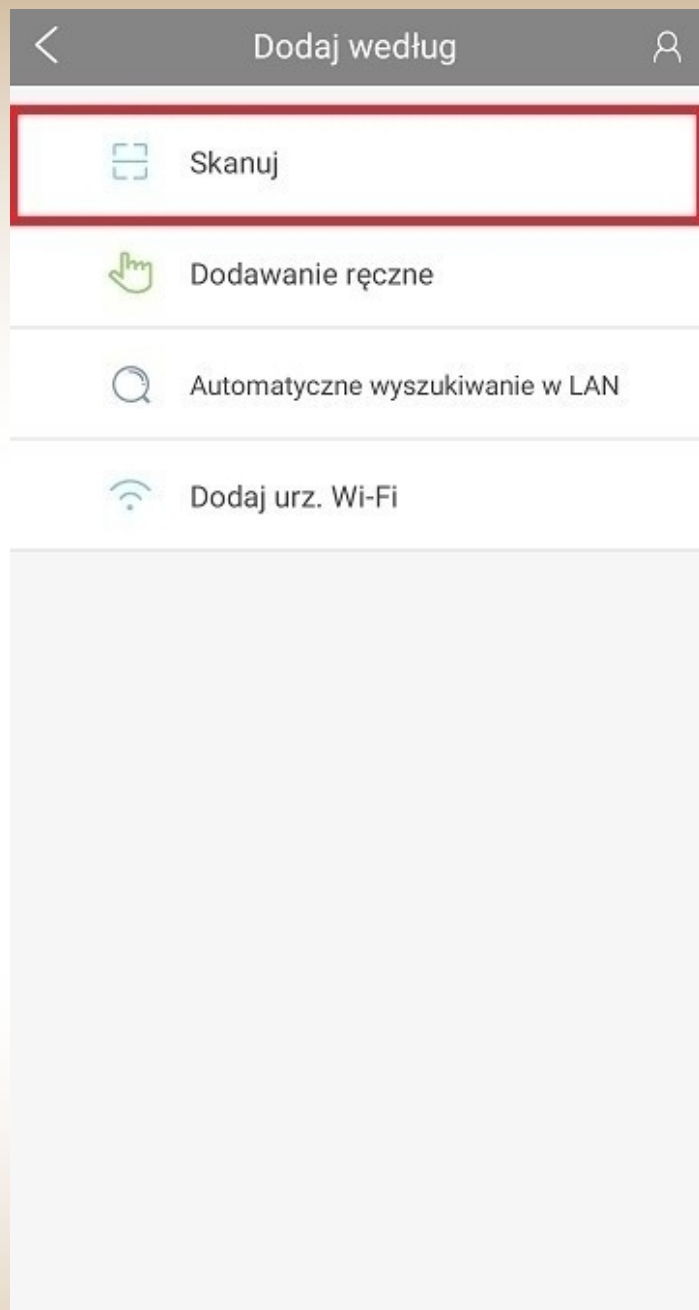 Dodaj według
Skanuj
Dodawanie ręczne
Automatyczne wyszukiwanie w LAN
Dodaj urz. Wi-Fi